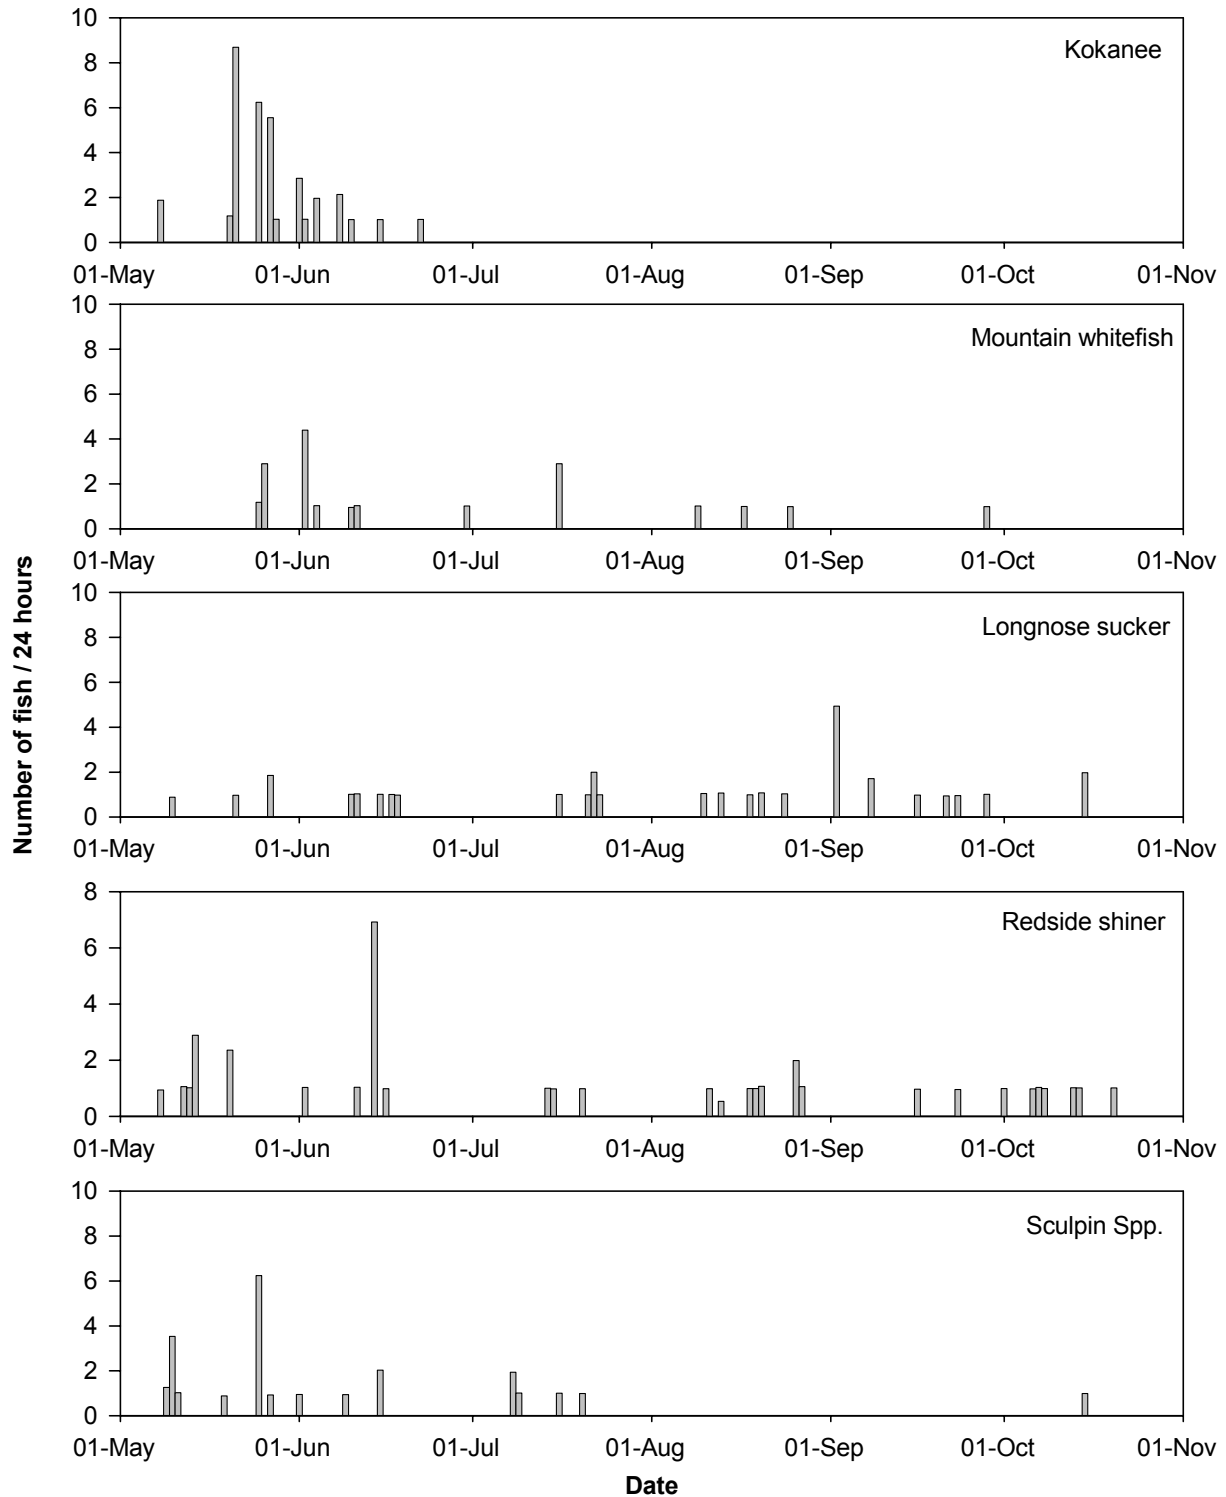 10
Kokanee
8
6
4
2
0
01-May 01-Jun 01-Jul 01-Aug 01-Sep 01-Oct 01-Nov
10
Mountain whitefish
8
6
4
2
0
01-May 01-Jun 01-Jul 01-Aug 01-Sep 01-Oct 01-Nov
Number of fish / 24 hours
10
Longnose sucker
8
6
4
2
0
01-May 01-Jun 01-Jul 01-Aug 01-Sep 01-Oct 01-Nov
8
Redside shiner
6
4
2
0
01-May 01-Jun 01-Jul 01-Aug 01-Sep 01-Oct 01-Nov
10
Sculpin Spp.
8
6
4
2
0
01-May 01-Jun 01-Jul 01-Aug 01-Sep 01-Oct 01-Nov
Date